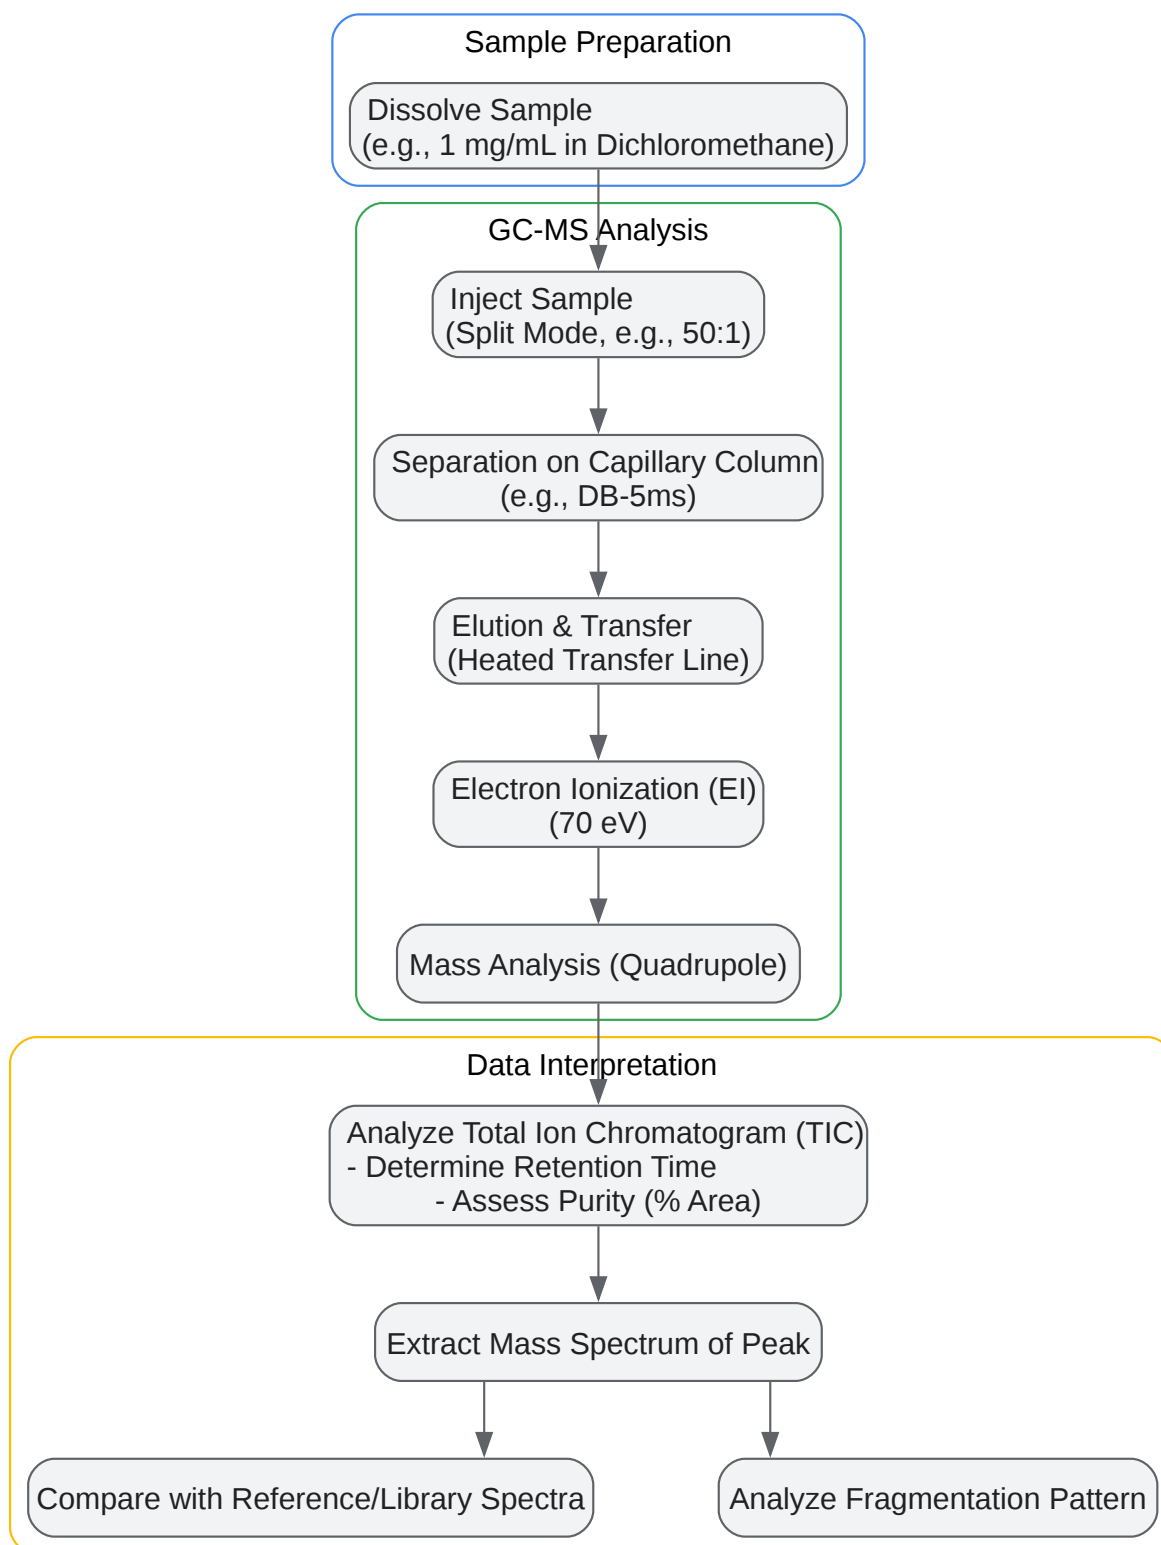 Sample Preparation
Dissolve Sample
(e.g., 1 mg/mL in Dichloromethane)
GC-MS Analysis
Inject Sample
(Split Mode, e.g., 50:1)
Separation on Capillary Column
(e.g., DB-5ms)
Elution & Transfer
(Heated Transfer Line)
Electron Ionization (EI)
(70 eV)
Mass Analysis (Quadrupole)
Data Interpretation
Analyze Total Ion Chromatogram (TIC)
- Determine Retention Time
- Assess Purity (% Area)
Extract Mass Spectrum of Peak
Compare with Reference/Library Spectra
Analyze Fragmentation Pattern